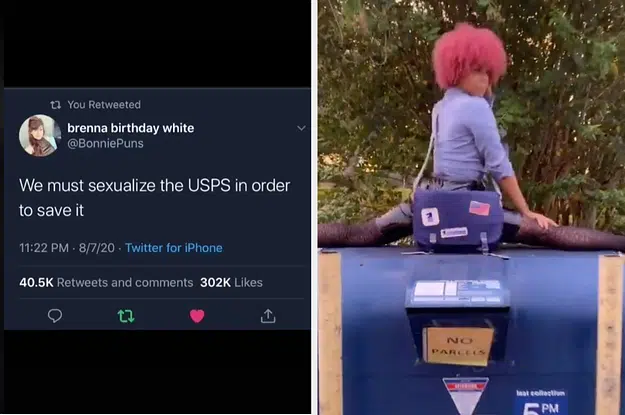 You Retweeted
brenna birthday white
@BonniePuns
We must sexualize the USPS in order
to save it
11:22 PM · 8/7/20 · Twitter for iPhone
40.5K Retweets and comments 302K Likes
NO
PARCELS
last collection
5 PM